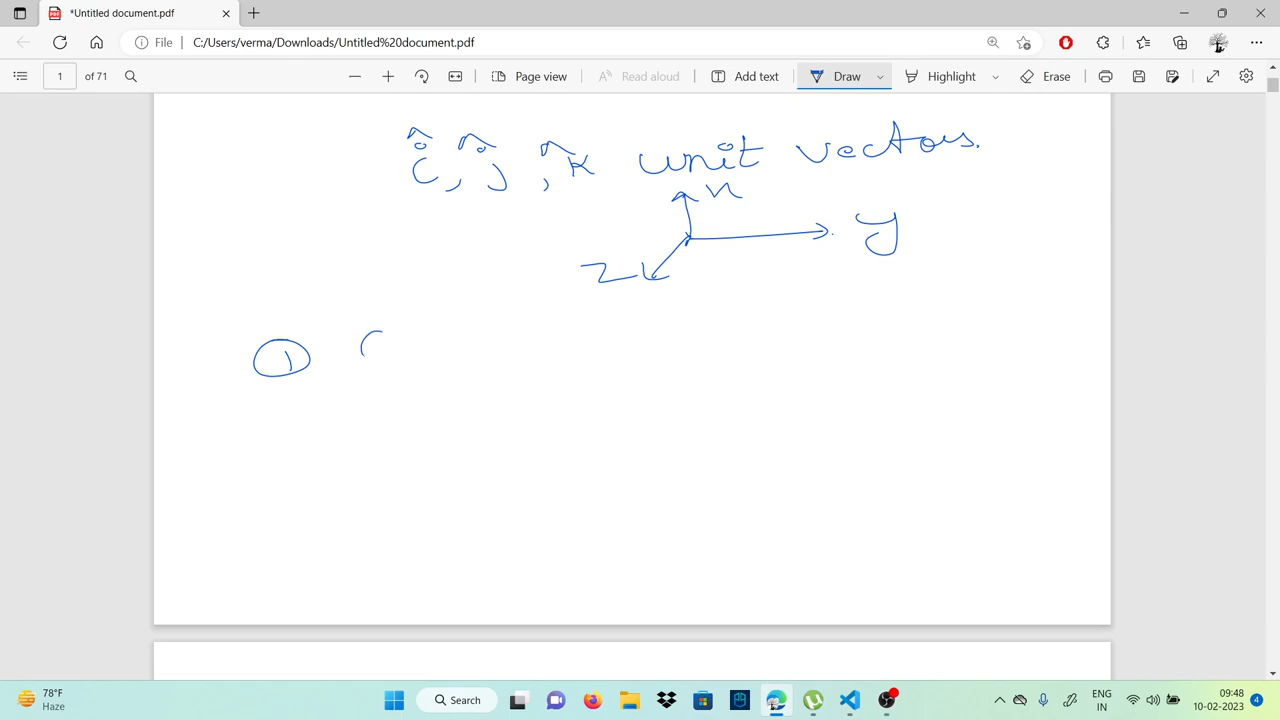 *Untitled document.pdf
File C:/Users/verma/Downloads/Untitled%20document.pdf
1 of 71 Page view Read aloud Add text Draw Highlight Erase
î, ĵ, k̂ unit vectors.
x
y
z
①
78°F
Haze
Search
ENG
IN
09:48
10-02-2023
4